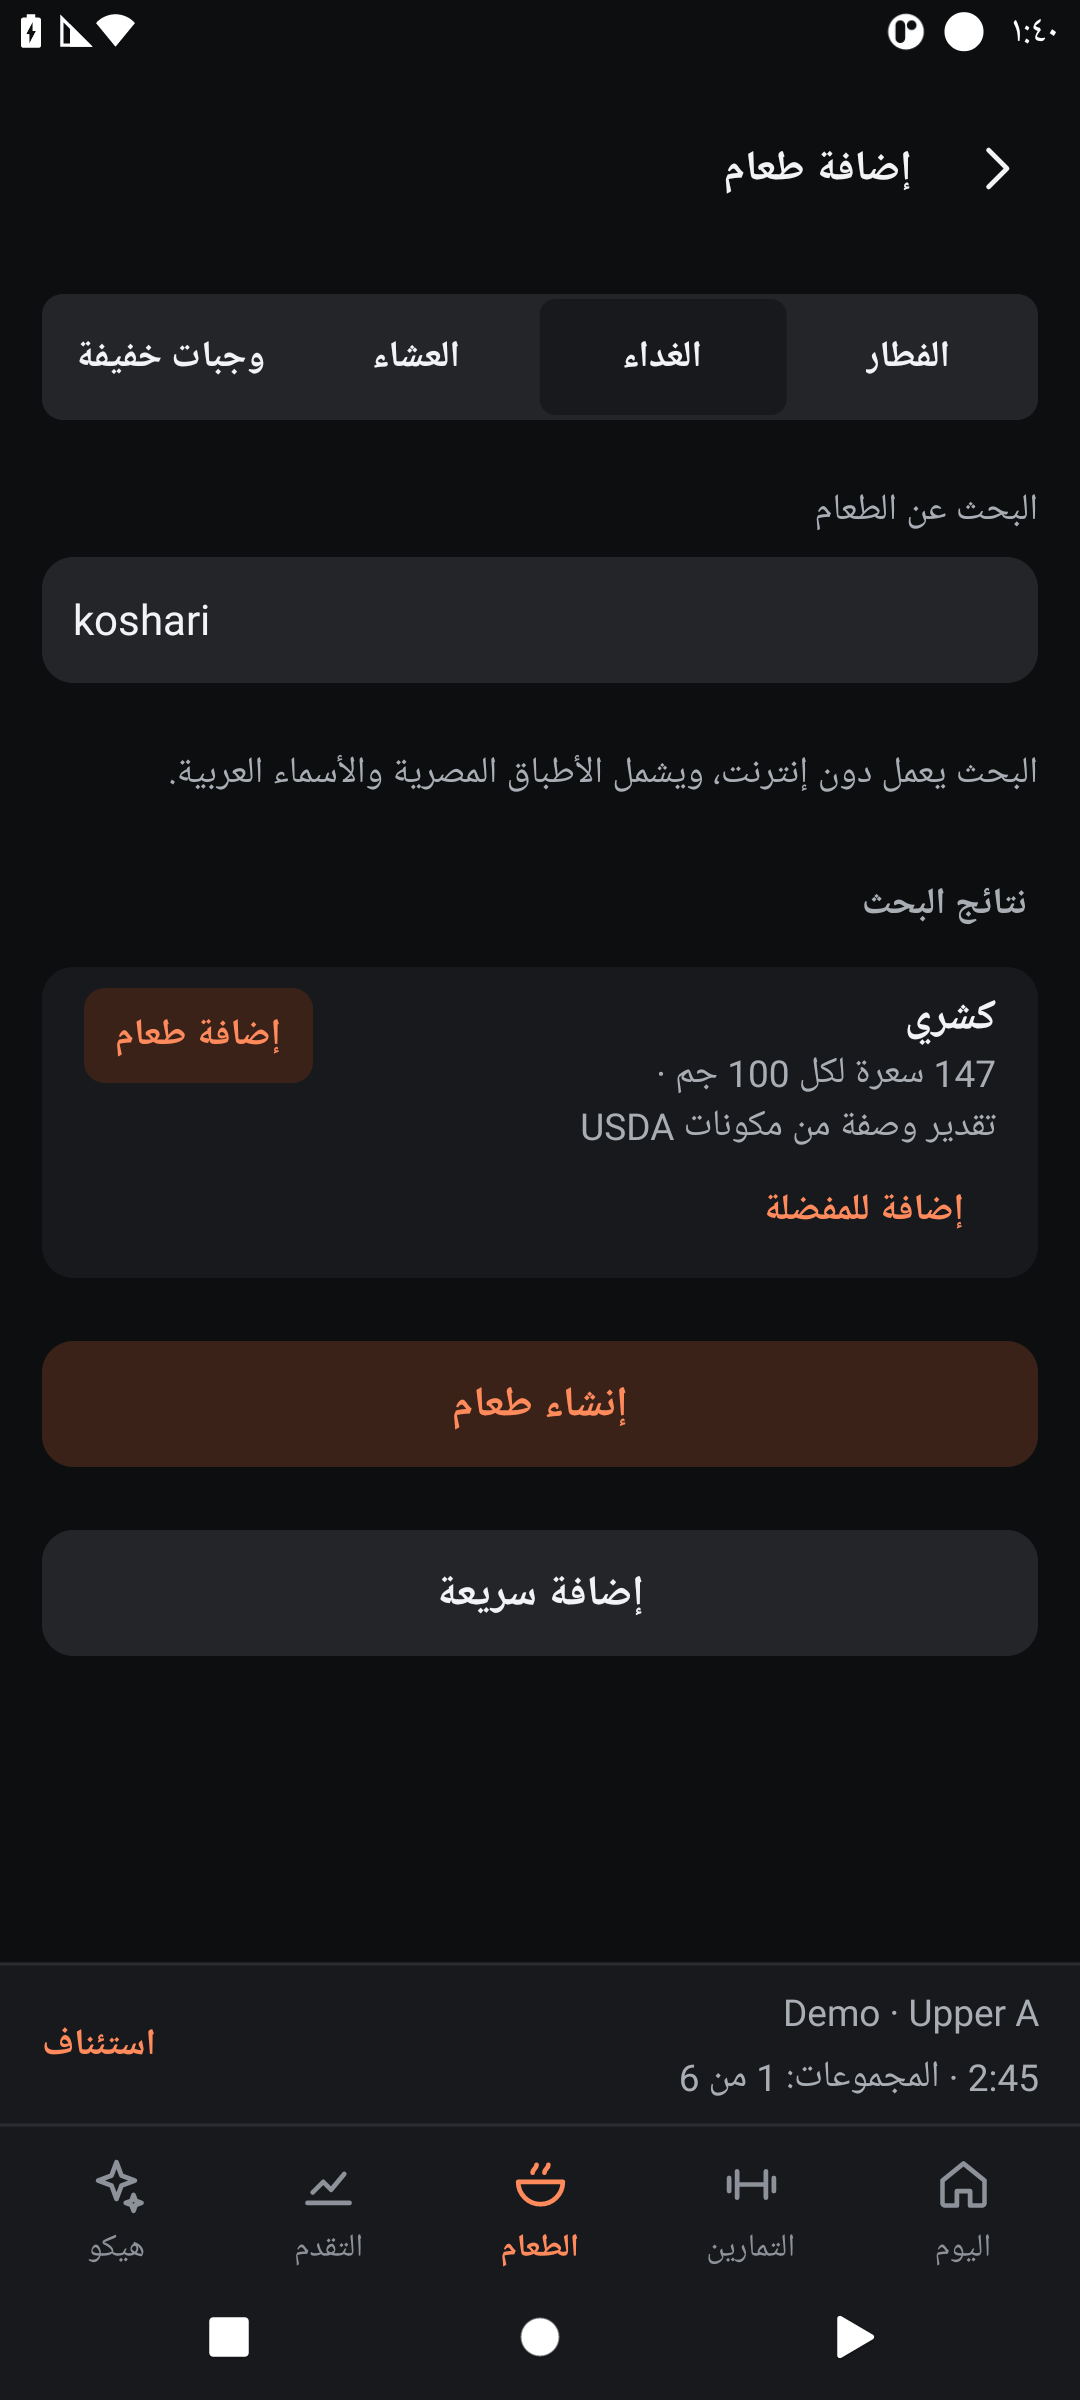 ١:٤٠
إضافة طعام
الفطار
الغداء
العشاء
وجبات خفيفة
البحث عن الطعام
koshari
البحث يعمل دون إنترنت، ويشمل الأطباق المصرية والأسماء العربية.
نتائج البحث
كشري
147 سعرة لكل 100 جم ·
تقدير وصفة من مكونات USDA
إضافة طعام
إضافة للمفضلة
إنشاء طعام
إضافة سريعة
Demo · Upper A
2:45 · المجموعات: 1 من 6
استئناف
اليوم
التمارين
الطعام
التقدم
هيكو